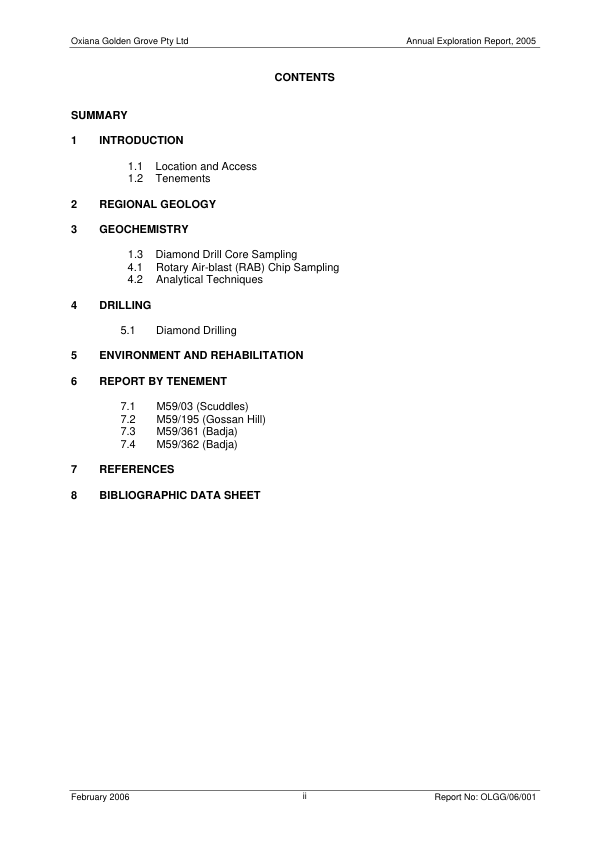 Oxiana Golden Grove Pty Ltd Annual Exploration Report, 2005
CONTENTS
SUMMARY
1 INTRODUCTION
1.1 Location and Access
1.2 Tenements
2 REGIONAL GEOLOGY
3 GEOCHEMISTRY
1.3 Diamond Drill Core Sampling
4.1 Rotary Air-blast (RAB) Chip Sampling
4.2 Analytical Techniques
4 DRILLING
5.1 Diamond Drilling
5 ENVIRONMENT AND REHABILITATION
6 REPORT BY TENEMENT
7.1 M59/03 (Scuddles)
7.2 M59/195 (Gossan Hill)
7.3 M59/361 (Badja)
7.4 M59/362 (Badja)
7 REFERENCES
8 BIBLIOGRAPHIC DATA SHEET
February 2006 ii Report No: OLGG/06/001